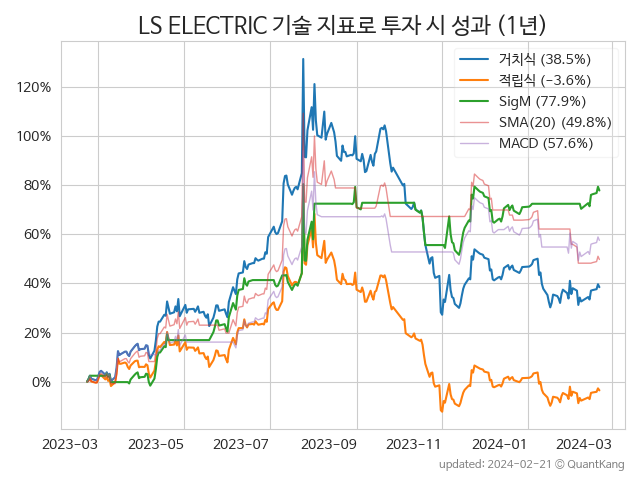 LS ELECTRIC 기술 지표로 투자 시 성과 (1년)
거치식 (38.5%)
적립식 (-3.6%)
SigM (77.9%)
SMA(20) (49.8%)
MACD (57.6%)
120%
100%
80%
60%
40%
20%
0%
2023-03 2023-05 2023-07 2023-09 2023-11 2024-01 2024-03
updated: 2024-02-21 © QuantKang